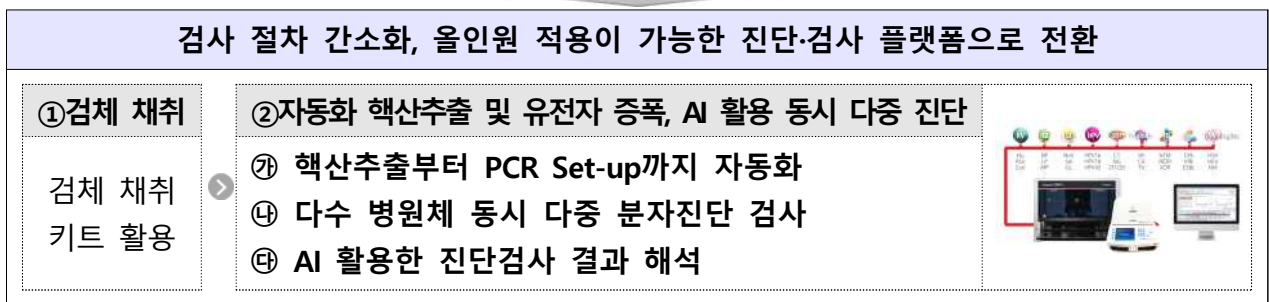 검사 절차 간소화, 올인원 적용이 가능한 진단·검사 플랫폼으로 전환
①검체 채취
검체 채취
키트 활용
②자동화 핵산추출 및 유전자 증폭, AI 활용 동시 다중 진단
㉮ 핵산추출부터 PCR Set-up까지 자동화
㉯ 다수 병원체 동시 다중 분자진단 검사
㉰ AI 활용한 진단검사 결과 해석